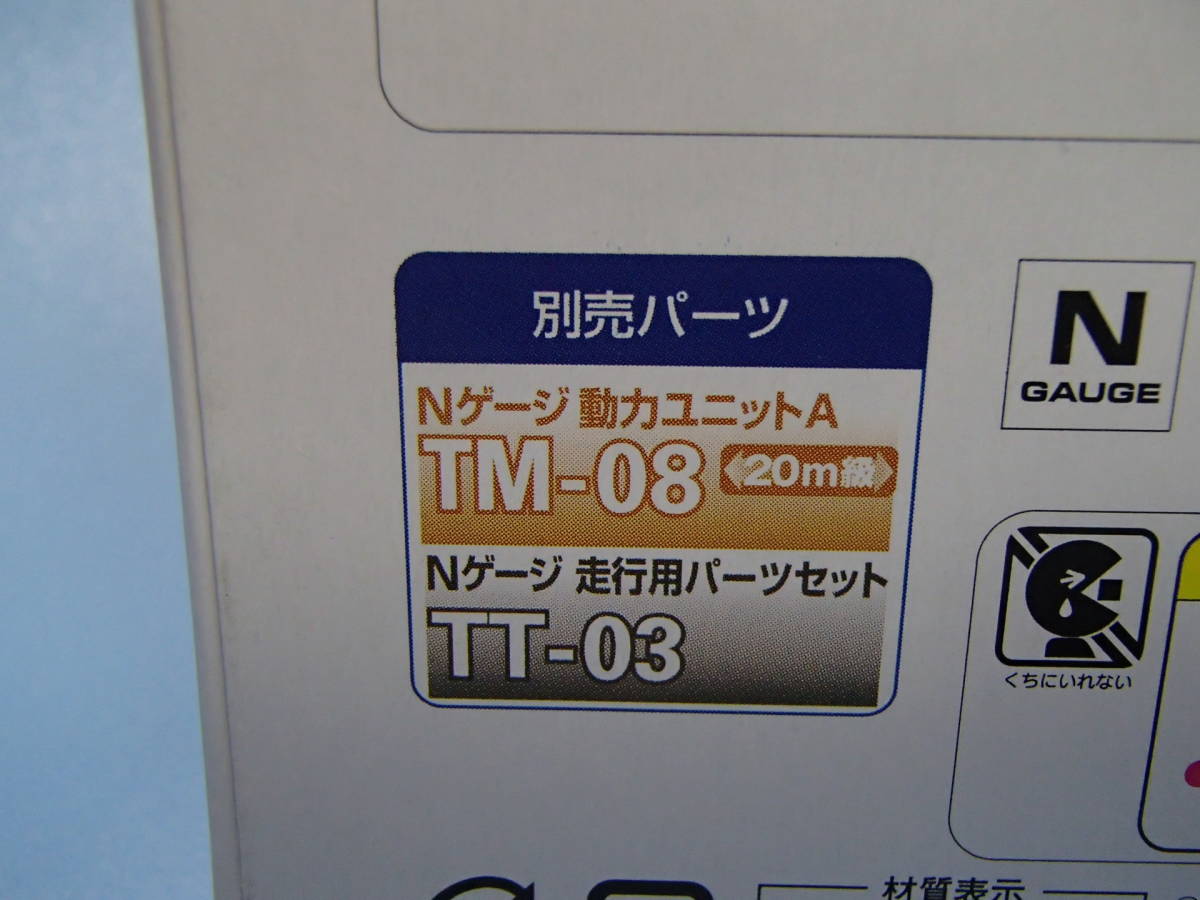 別売パーツ
Nゲージ 動力ユニットA
TM-08 〈20m級〉
Nゲージ 走行用パーツセット
TT-03
N
GAUGE
くちにいれない
材質表示